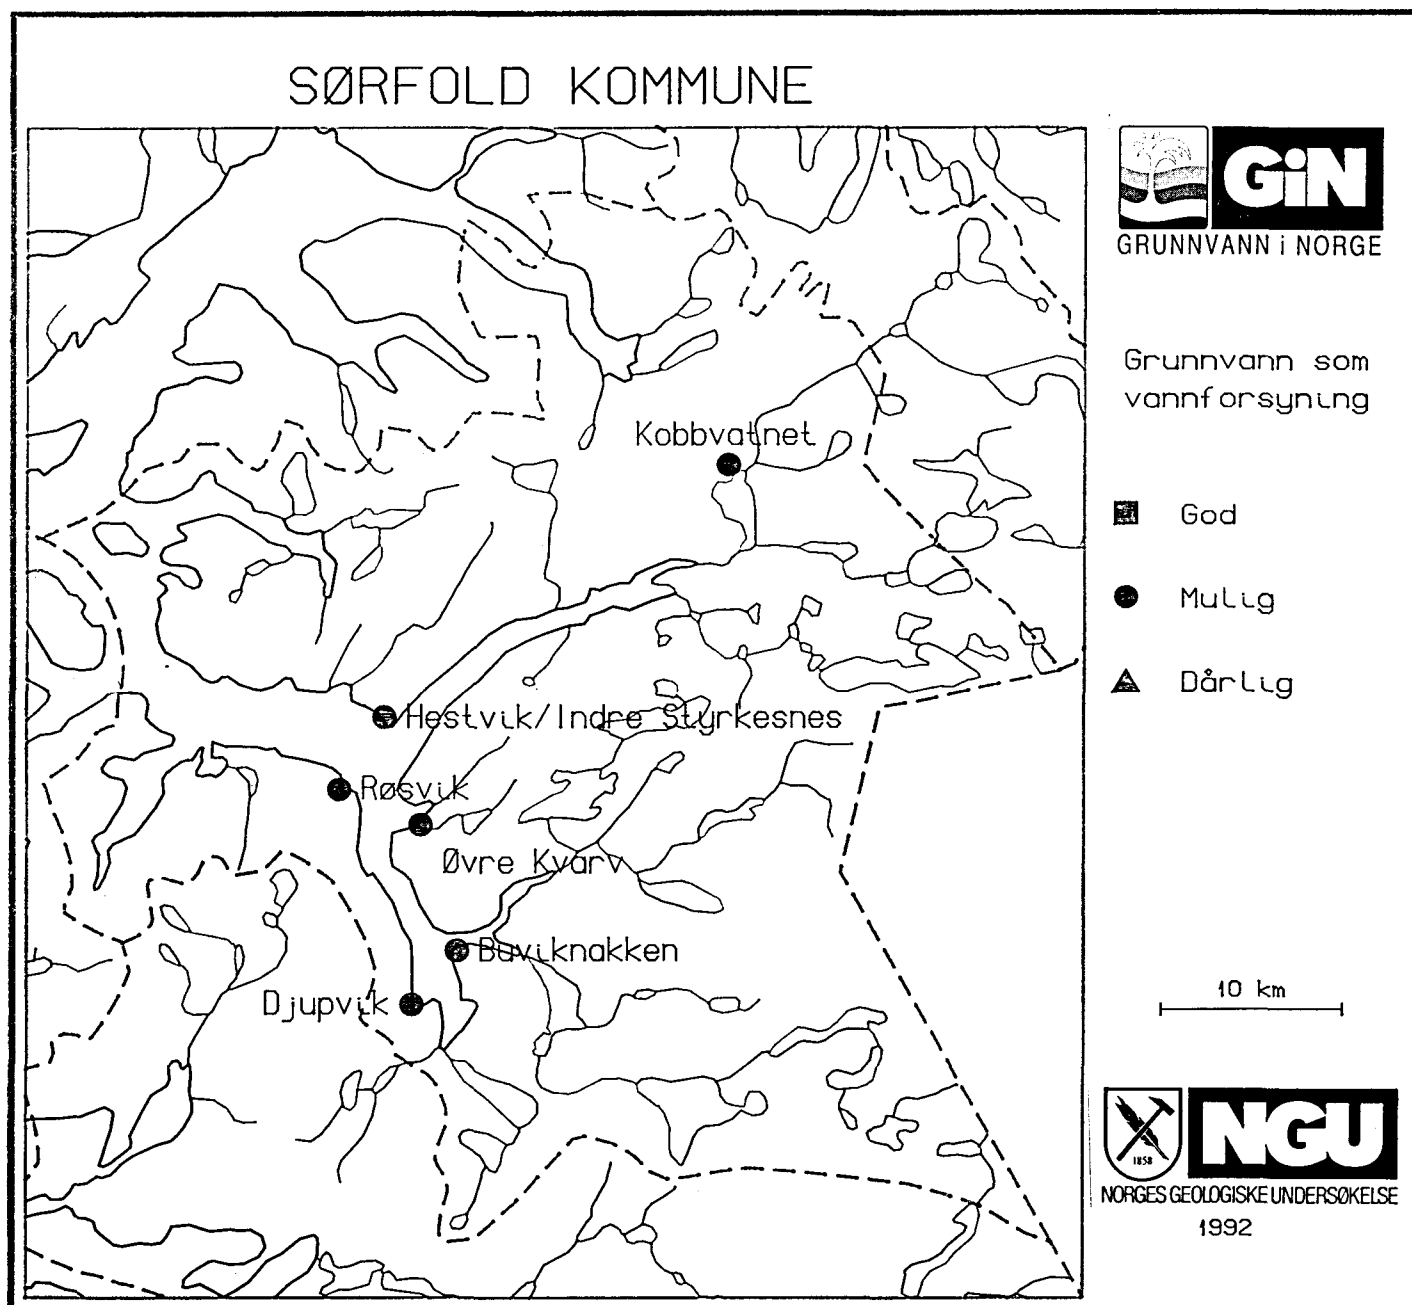 SØRFOLD KOMMUNE
GiN
GRUNNVANN i NORGE
Grunnvann som
vannforsyning
God
Mulig
Dårlig
Kobbvatnet
Hestvik/Indre Styrkesnes
Røsvik
Øvre Kvarv
Buviknakken
Djupvik
10 km
1858
NGU
NORGES GEOLOGISKE UNDERSØKELSE
1992